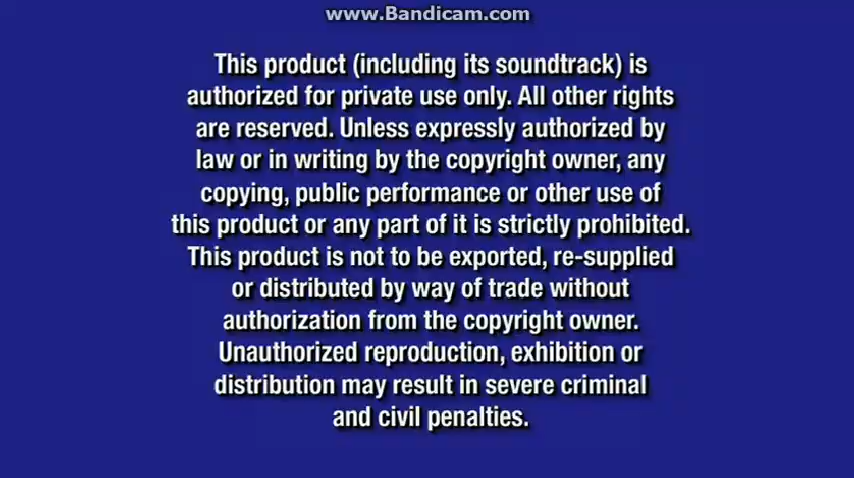 www.Bandicam.com
This product (including its soundtrack) is
authorized for private use only. All other rights
are reserved. Unless expressly authorized by
law or in writing by the copyright owner, any
copying, public performance or other use of
this product or any part of it is strictly prohibited.
This product is not to be exported, re-supplied
or distributed by way of trade without
authorization from the copyright owner.
Unauthorized reproduction, exhibition or
distribution may result in severe criminal
and civil penalties.